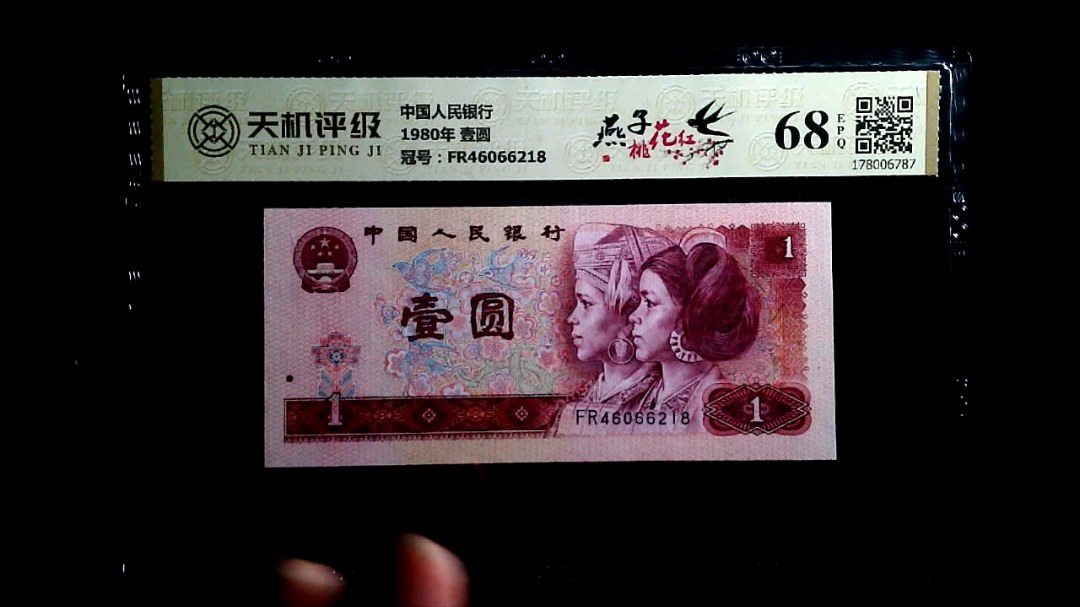 天机评级
TIAN JI PING JI
中国人民银行
1980年 壹圆
冠号：FR46066218
燕子
桃花红
68
EPQ
178006787
中国人民银行
1
壹圆
1
FR46066218
1